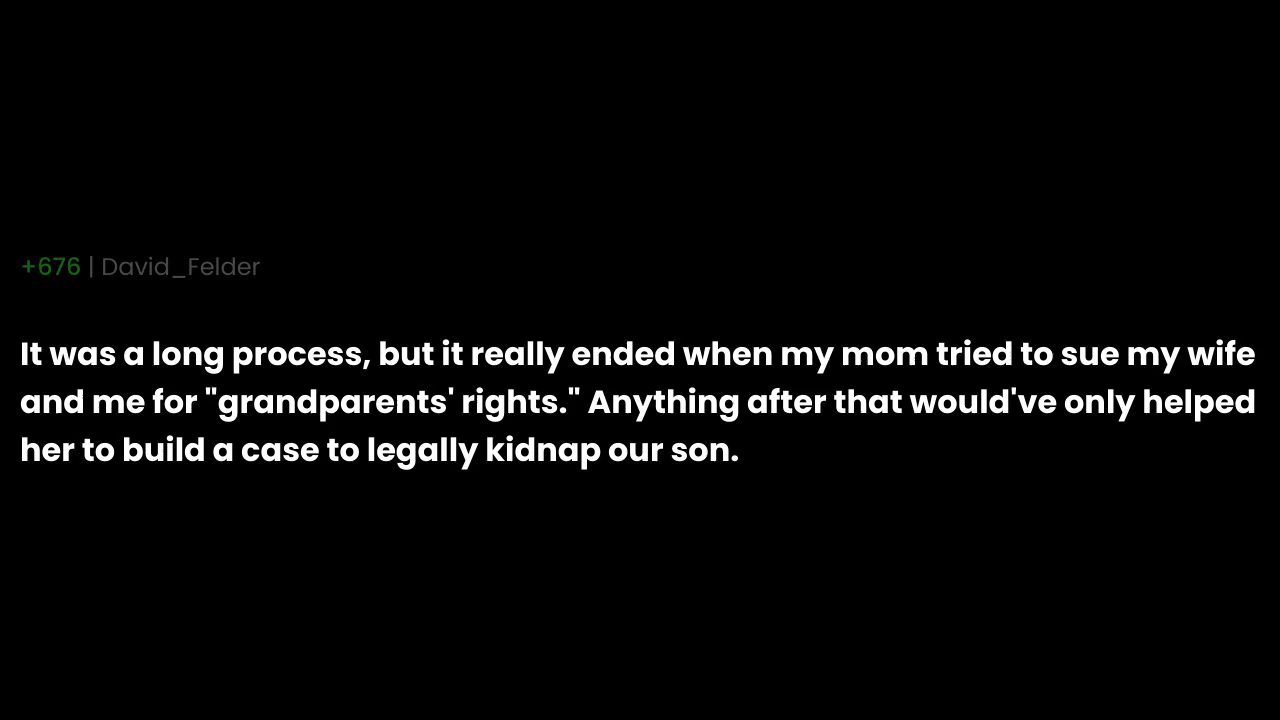 +676 | David_Felder
It was a long process, but it really ended when my mom tried to sue my wife
and me for "grandparents' rights." Anything after that would've only helped
her to build a case to legally kidnap our son.